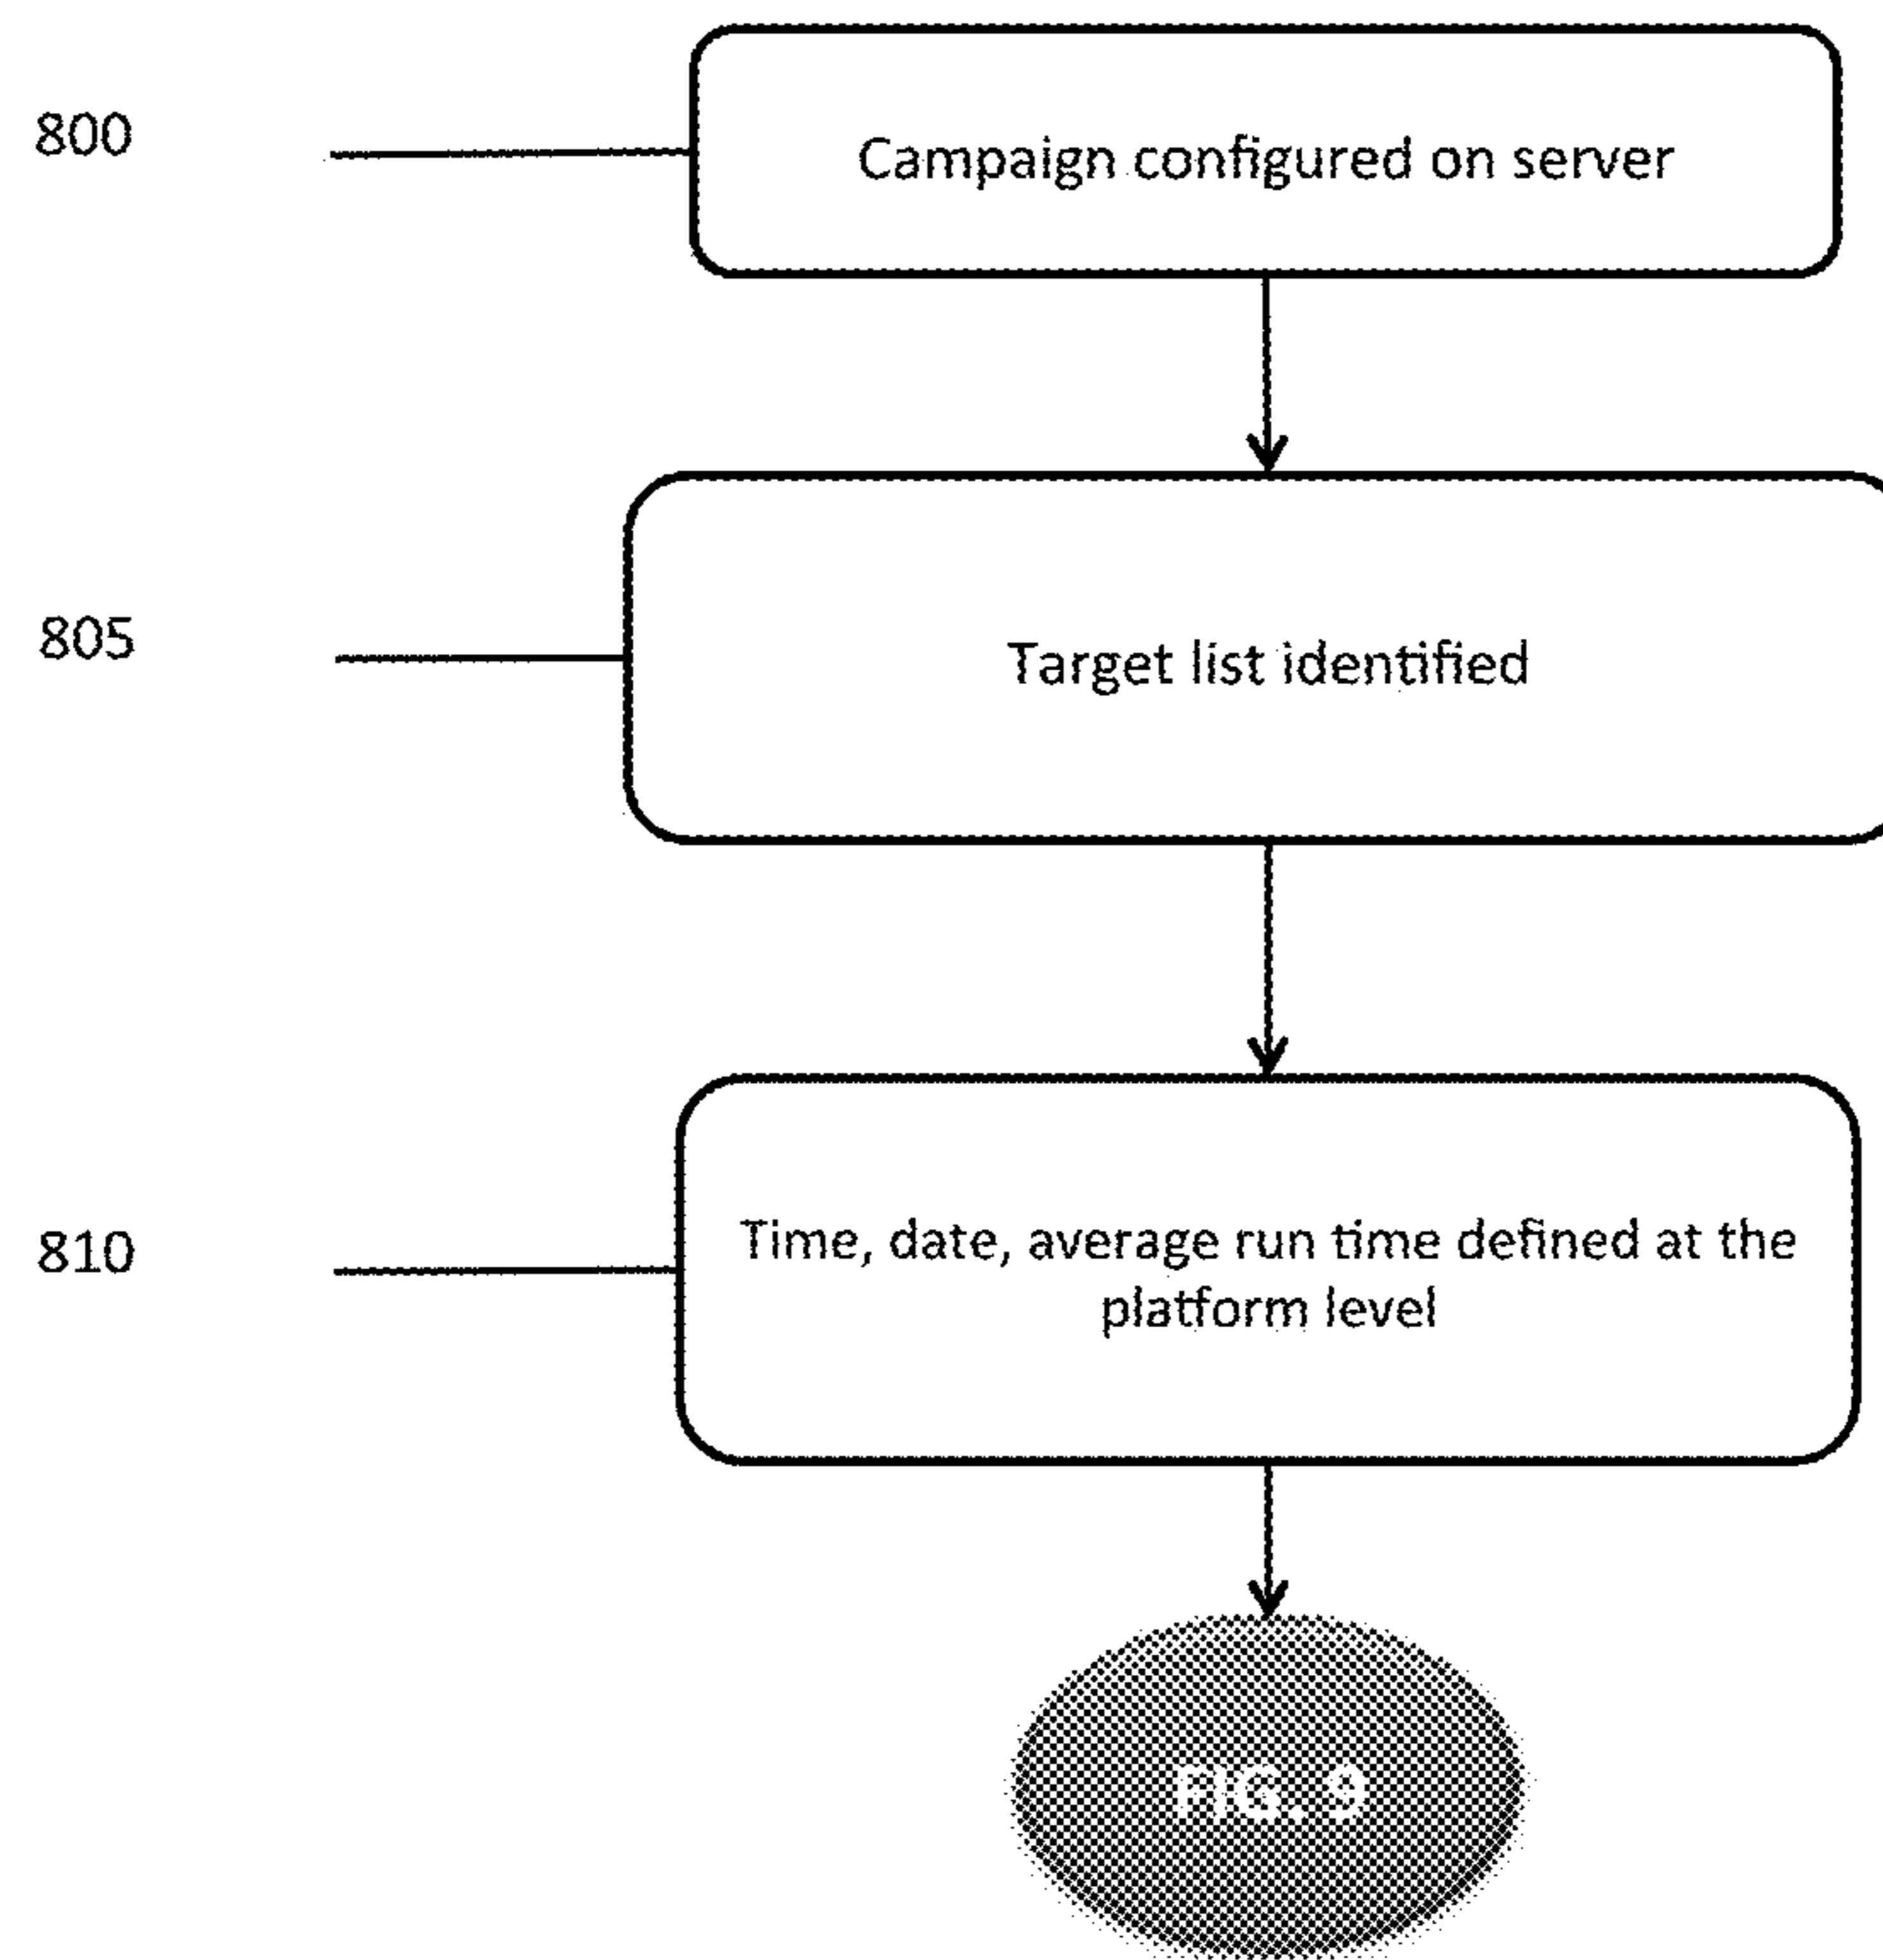 800
Campaign configured on server
805
Target list identified
810
Time, date, average run time defined at the
platform level
FIG. 9